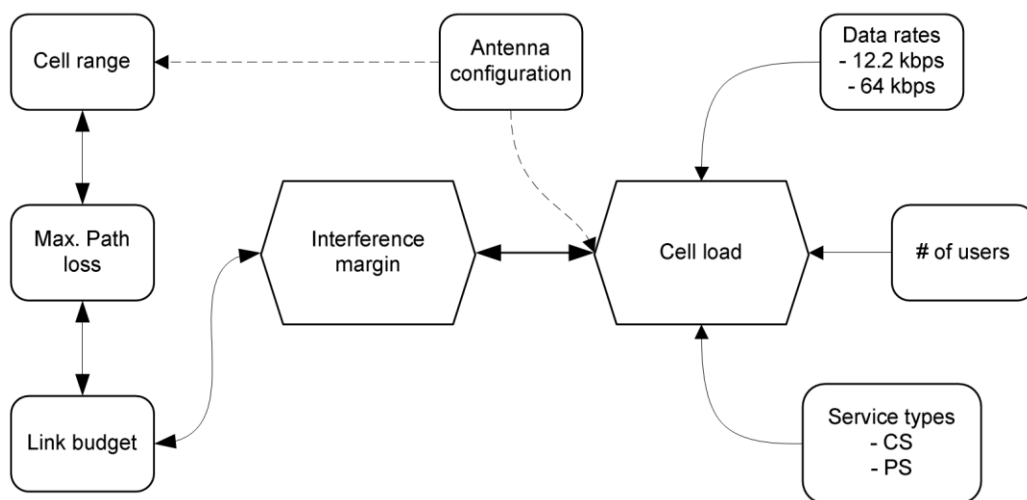 Cell range
Antenna
configuration
Data rates
- 12.2 kbps
- 64 kbps
Max. Path
loss
Interference
margin
Cell load
# of users
Link budget
Service types
- CS
- PS